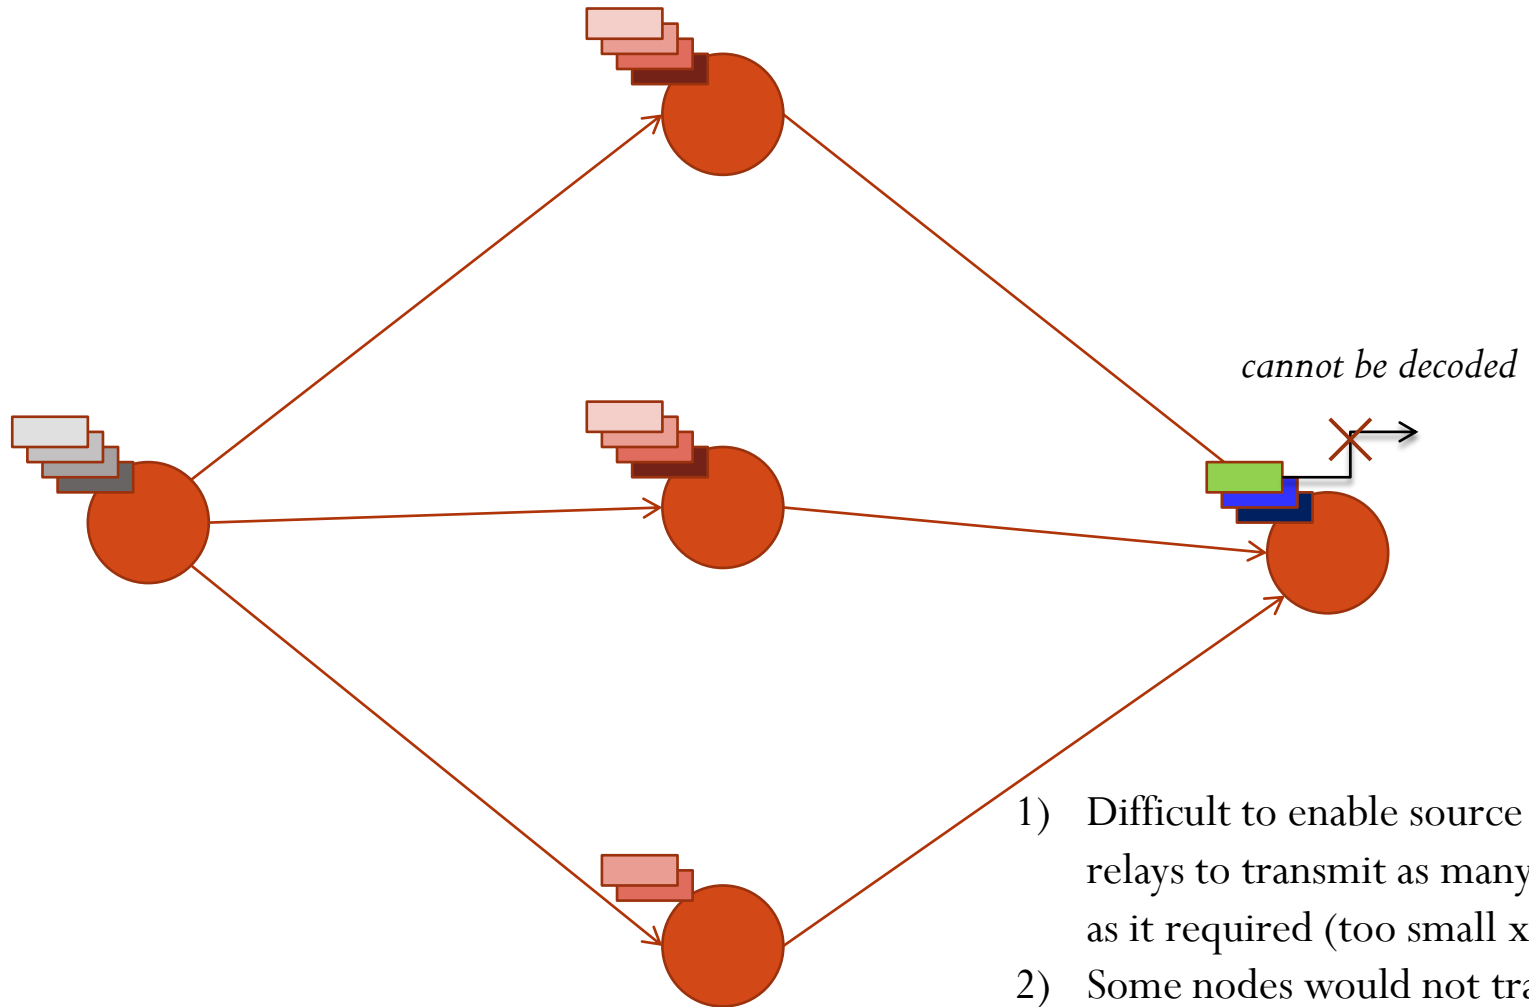 cannot be decoded
1) Difficult to enable source
relays to transmit as many
as it required (too small x
2) Some nodes would not tra